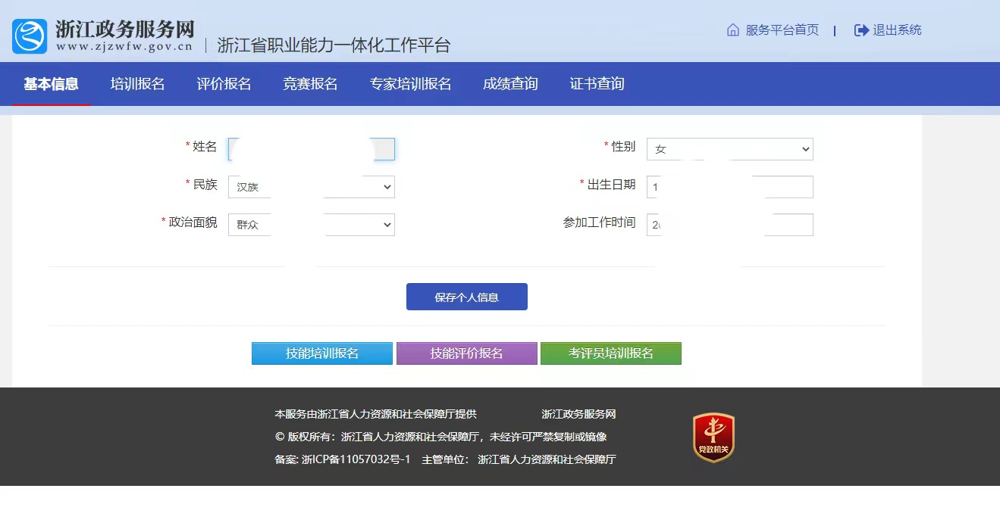 浙江政务服务网
www.zjzwfw.gov.cn
浙江省职业能力一体化工作平台
服务平台首页 | 退出系统
基本信息 培训报名 评价报名 竞赛报名 专家培训报名 成绩查询 证书查询
* 姓名 * 性别 女
* 民族 汉族 * 出生日期 1
* 政治面貌 群众 参加工作时间 2
保存个人信息
技能培训报名 技能评价报名 考评员培训报名
本服务由浙江省人力资源和社会保障厅提供 浙江政务服务网
© 版权所有：浙江省人力资源和社会保障厅，未经许可严禁复制或镜像
备案: 浙ICP备11057032号-1 主管单位： 浙江省人力资源和社会保障厅
党政机关